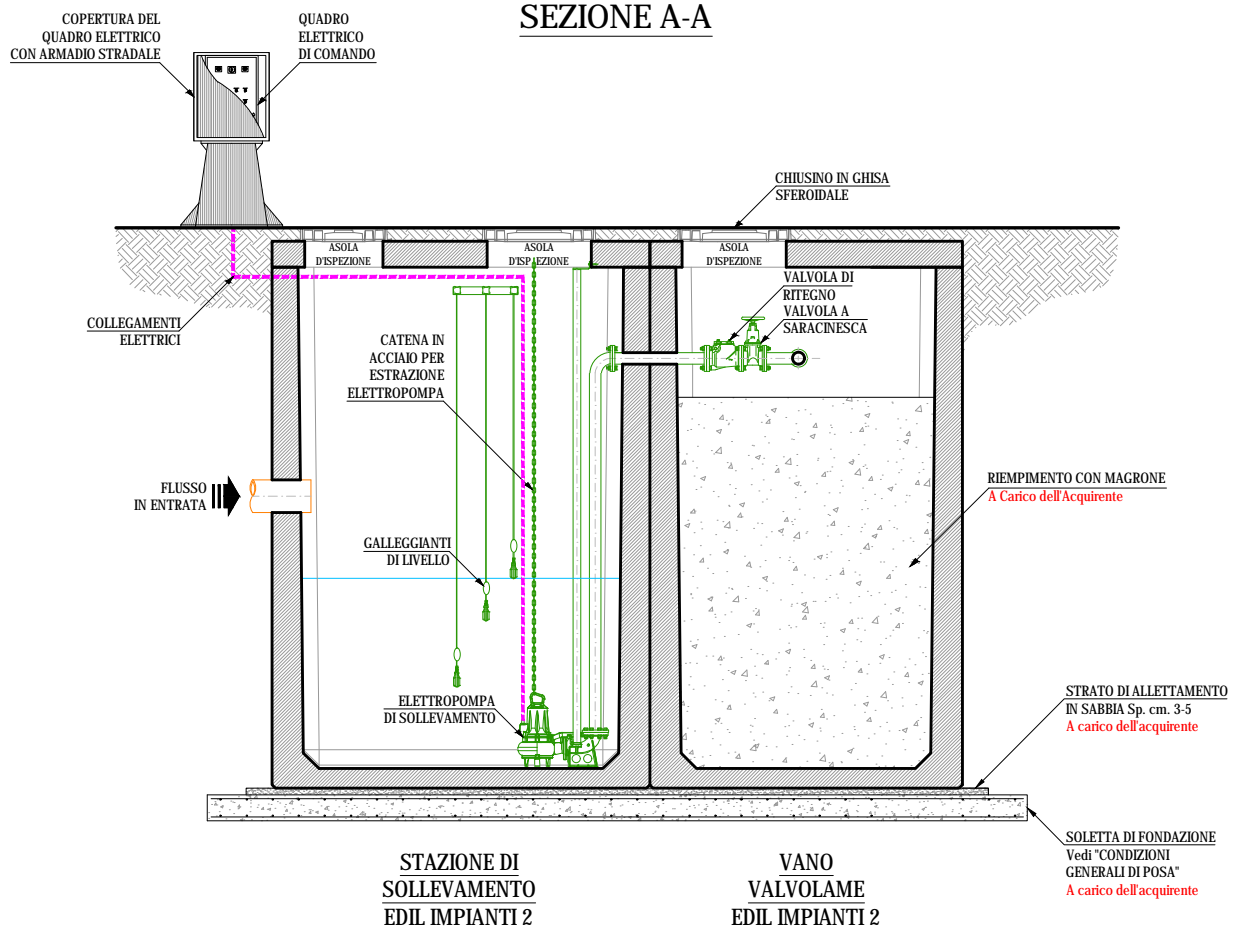 SEZIONE A-A
COPERTURA DEL
QUADRO ELETTRICO
CON ARMADIO STRADALE
QUADRO
ELETTRICO
DI COMANDO
CHIUSINO IN GHISA
SFEROIDALE
ASOLA
D'ISPEZIONE
ASOLA
D'ISPEZIONE
ASOLA
D'ISPEZIONE
VALVOLA DI
RITEGNO
VALVOLA A
SARACINESCA
COLLEGAMENTI
ELETTRICI
CATENA IN
ACCIAIO PER
ESTRAZIONE
ELETTROPOMPA
FLUSSO
IN ENTRATA
RIEMPIMENTO CON MAGRONE
A Carico dell'Acquirente
GALLEGGIANTI
DI LIVELLO
ELETTROPOMPA
DI SOLLEVAMENTO
STRATO DI ALLETTAMENTO
IN SABBIA Sp. cm. 3-5
A carico dell'acquirente
SOLETTA DI FONDAZIONE
Vedi "CONDIZIONI
GENERALI DI POSA"
A carico dell'acquirente
STAZIONE DI
SOLLEVAMENTO
EDIL IMPIANTI 2
VANO
VALVOLAME
EDIL IMPIANTI 2